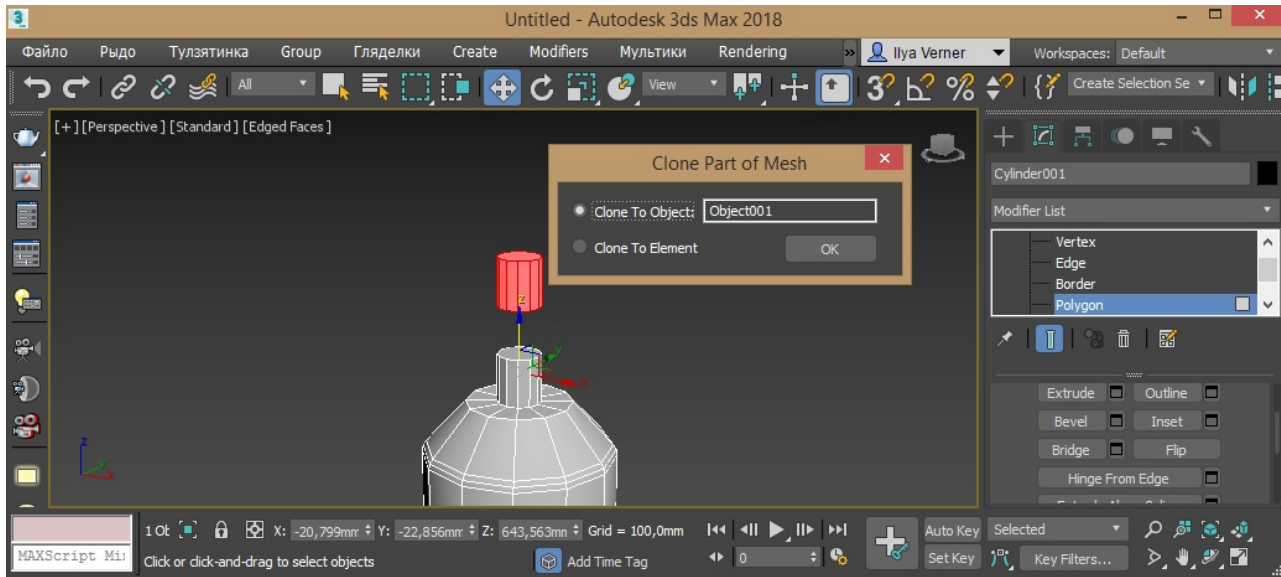 Untitled - Autodesk 3ds Max 2018
Файло Рыдо Тулзятинка Group Гляделки Create Modifiers Мультики Rendering » Ilya Verner Workspaces: Default
All View Create Selection Se
[+] [Perspective] [Standard] [Edged Faces]
Clone Part of Mesh
Clone To Object: Object001
Clone To Element OK
z
y
x
z
y
x
Cylinder001
Modifier List
Vertex
Edge
Border
Polygon
Extrude Outline
Bevel Inset
Bridge Flip
Hinge From Edge
1 Ob X: -20,799mm Y: -22,856mm Z: 643,563mm Grid = 100,0mm Auto Key Selected
MAXScript Mi Click or click-and-drag to select objects Add Time Tag 0 Set Key Key Filters...